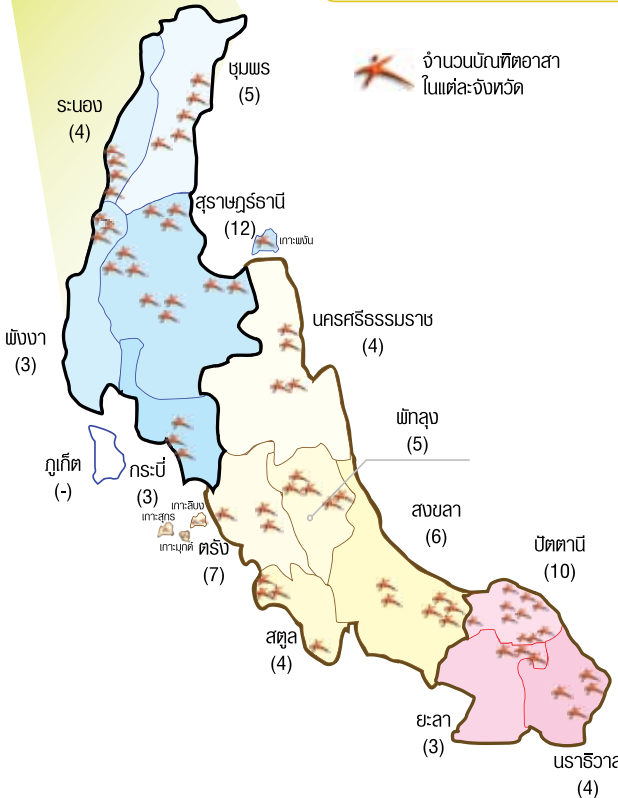 จำนวนบัณฑิตอาสา
ในแต่ละจังหวัด
ชุมพร
(5)
ระนอง
(4)
สุราษฎร์ธานี
(12)
เกาะพงัน
นครศรีธรรมราช
(4)
พังงา
(3)
พัทลุง
(5)
ภูเก็ต
(-)
กระบี่
(3)
เกาะลิบง
เกาะสุกร
เกาะมุกด์
ตรัง
(7)
สงขลา
(6)
ปัตตานี
(10)
สตูล
(4)
ยะลา
(3)
นราธิวาส
(4)